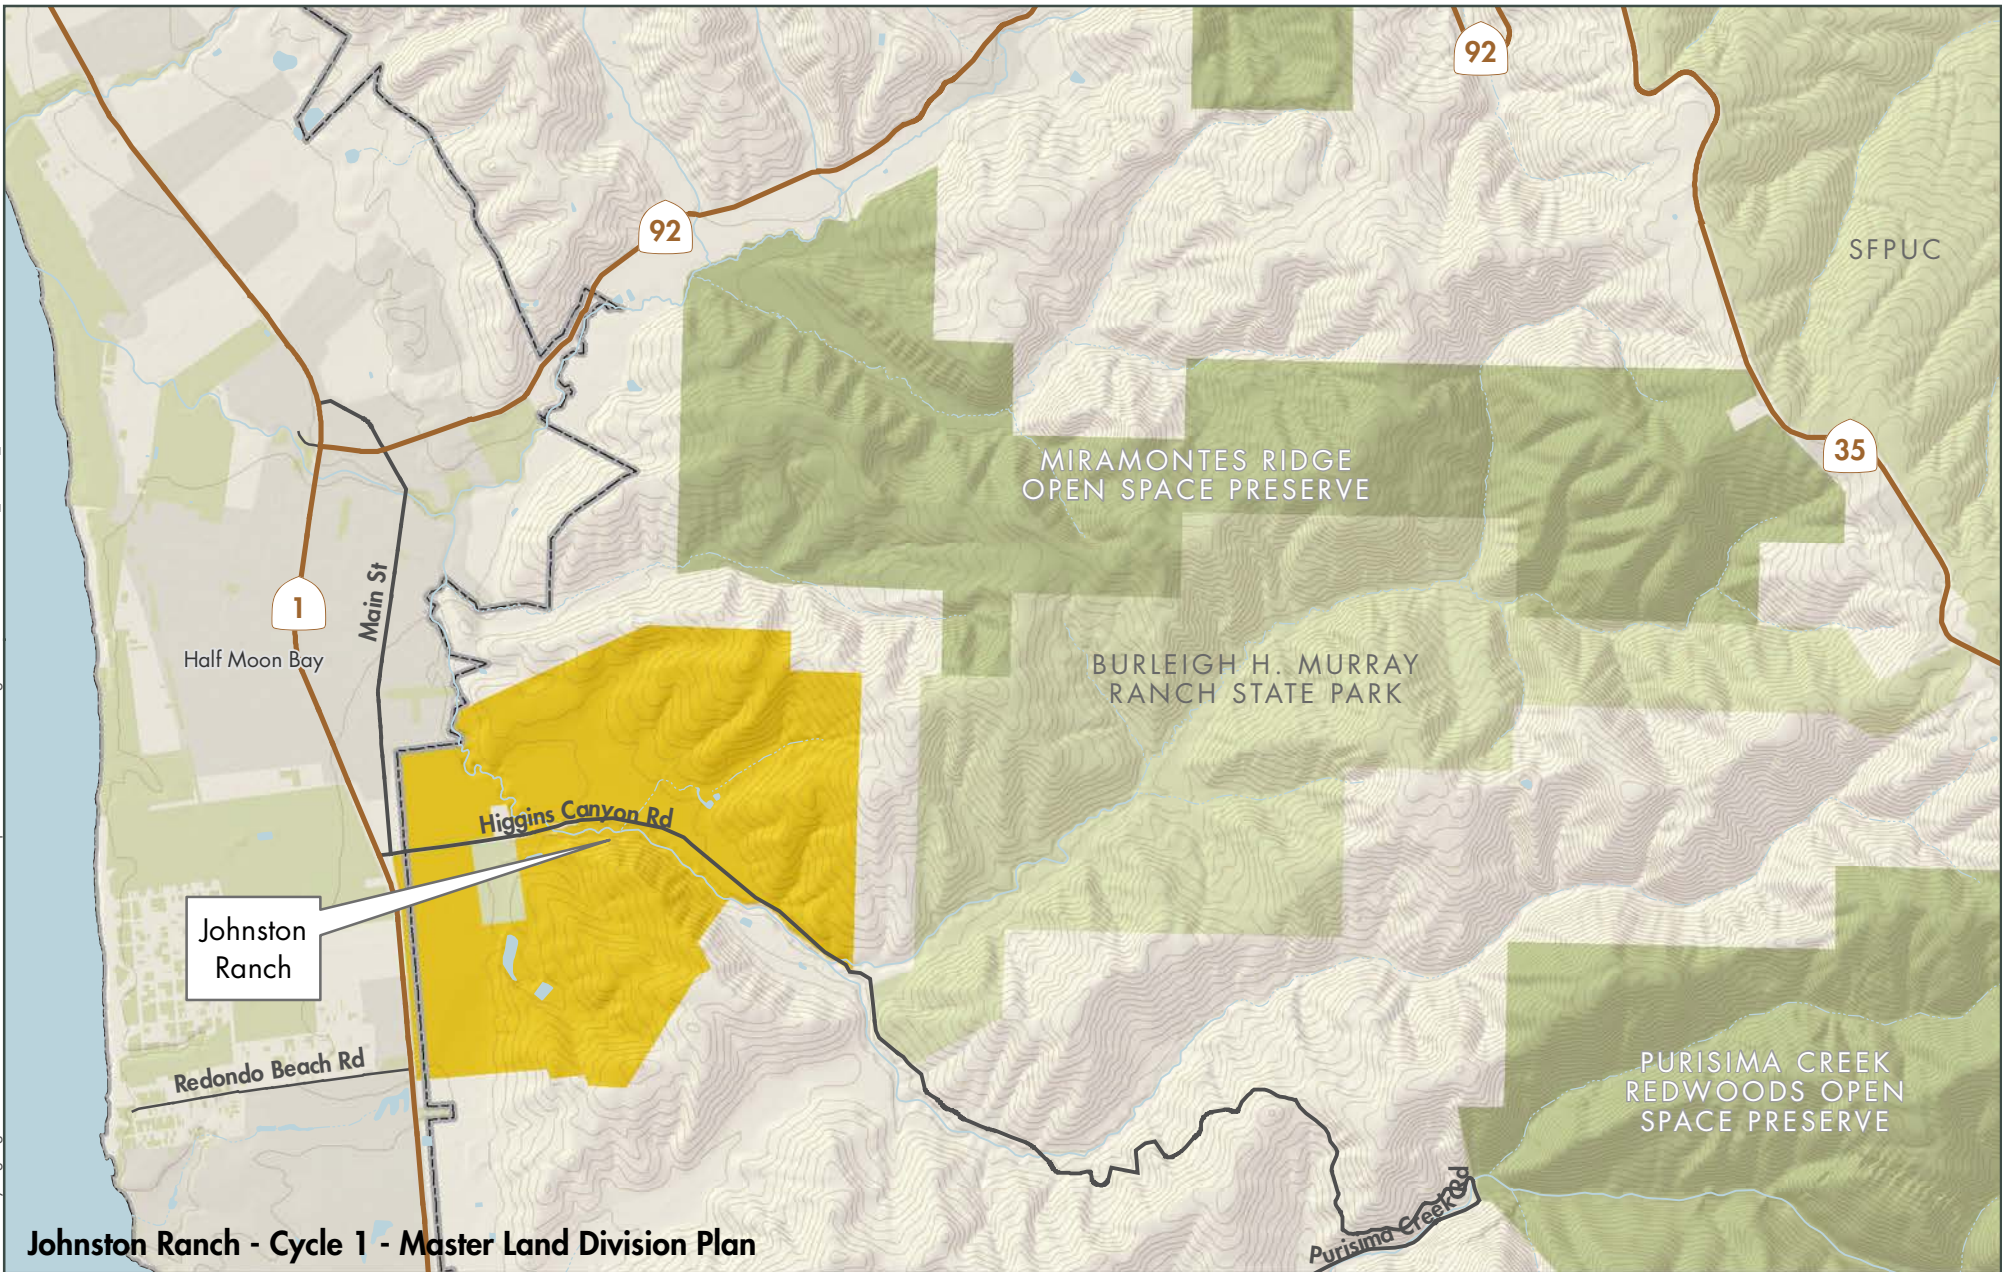 92
92
SFPUC
35
MIRAMONTES RIDGE
OPEN SPACE PRESERVE
1
Main St
Half Moon Bay
BURLEIGH H. MURRAY
RANCH STATE PARK
Higgins Canyon Rd
Johnston
Ranch
Redondo Beach Rd
PURISIMA CREEK
REDWOODS OPEN
SPACE PRESERVE
Purisima Creek Rd
Johnston Ranch - Cycle 1 - Master Land Division Plan